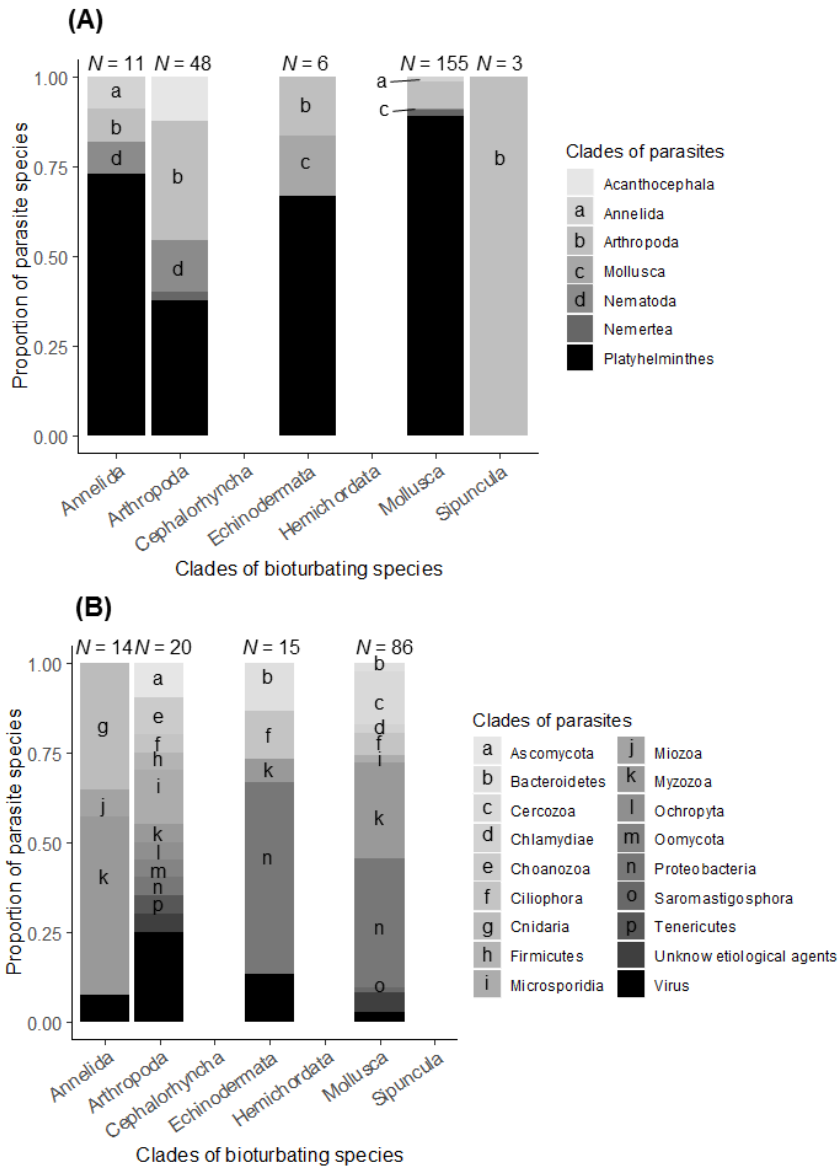 (A)
N = 11 N = 48 N = 6 N = 155 N = 3
1.00
0.75
0.50
0.25
0.00
Proportion of parasite species
a
b
d
b
d
b
c
a
c
b
Annelida
Arthropoda
Cephalorhyncha
Echinodermata
Hemichordata
Mollusca
Sipuncula
Clades of bioturbating species
Clades of parasites
Acanthocephala
a Annelida
b Arthropoda
c Mollusca
d Nematoda
Nemertea
Platyhelminthes
(B)
N = 14 N = 20 N = 15 N = 86
1.00
0.75
0.50
0.25
0.00
Proportion of parasite species
g
j
k
a
e
f
h
i
k
l
m
n
p
b
f
k
n
b
c
d
f
i
k
n
o
Annelida
Arthropoda
Cephalorhyncha
Echinodermata
Hemichordata
Mollusca
Sipuncula
Clades of bioturbating species
Clades of parasites
a Ascomycota
b Bacteroidetes
c Cercozoa
d Chlamydiae
e Choanozoa
f Ciliophora
g Cnidaria
h Firmicutes
i Microsporidia
j Miozoa
k Myzozoa
l Ochropyta
m Oomycota
n Proteobacteria
o Saromastigosphora
p Tenericutes
Unknow etiological agents
Virus